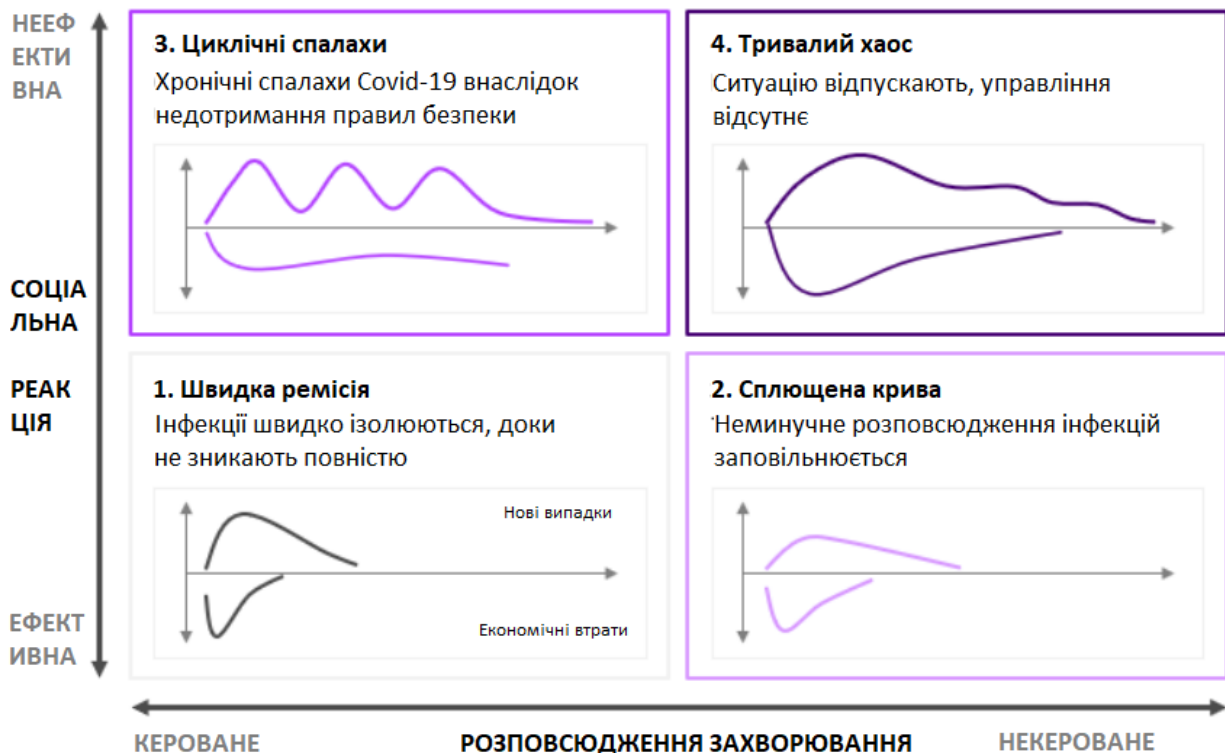 НЕЕФ
ЕКТИ
ВНА
3. Циклічні спалахи
Хронічні спалахи Covid-19 внаслідок
недотримання правил безпеки
4. Тривалий хаос
Ситуацію відпускають, управління
відсутнє
СОЦІА
ЛЬНА
РЕАК
ЦІЯ
1. Швидка ремісія
Інфекції швидко ізолюються, доки
не зникають повністю
Нові випадки
Економічні втрати
2. Сплющена крива
Неминучне розповсюдження інфекцій
заповільнюється
ЕФЕКТ
ИВНА
КЕРОВАНЕ
РОЗПОВСЮДЖЕННЯ ЗАХВОРЮВАННЯ
НЕКЕРОВАНЕ